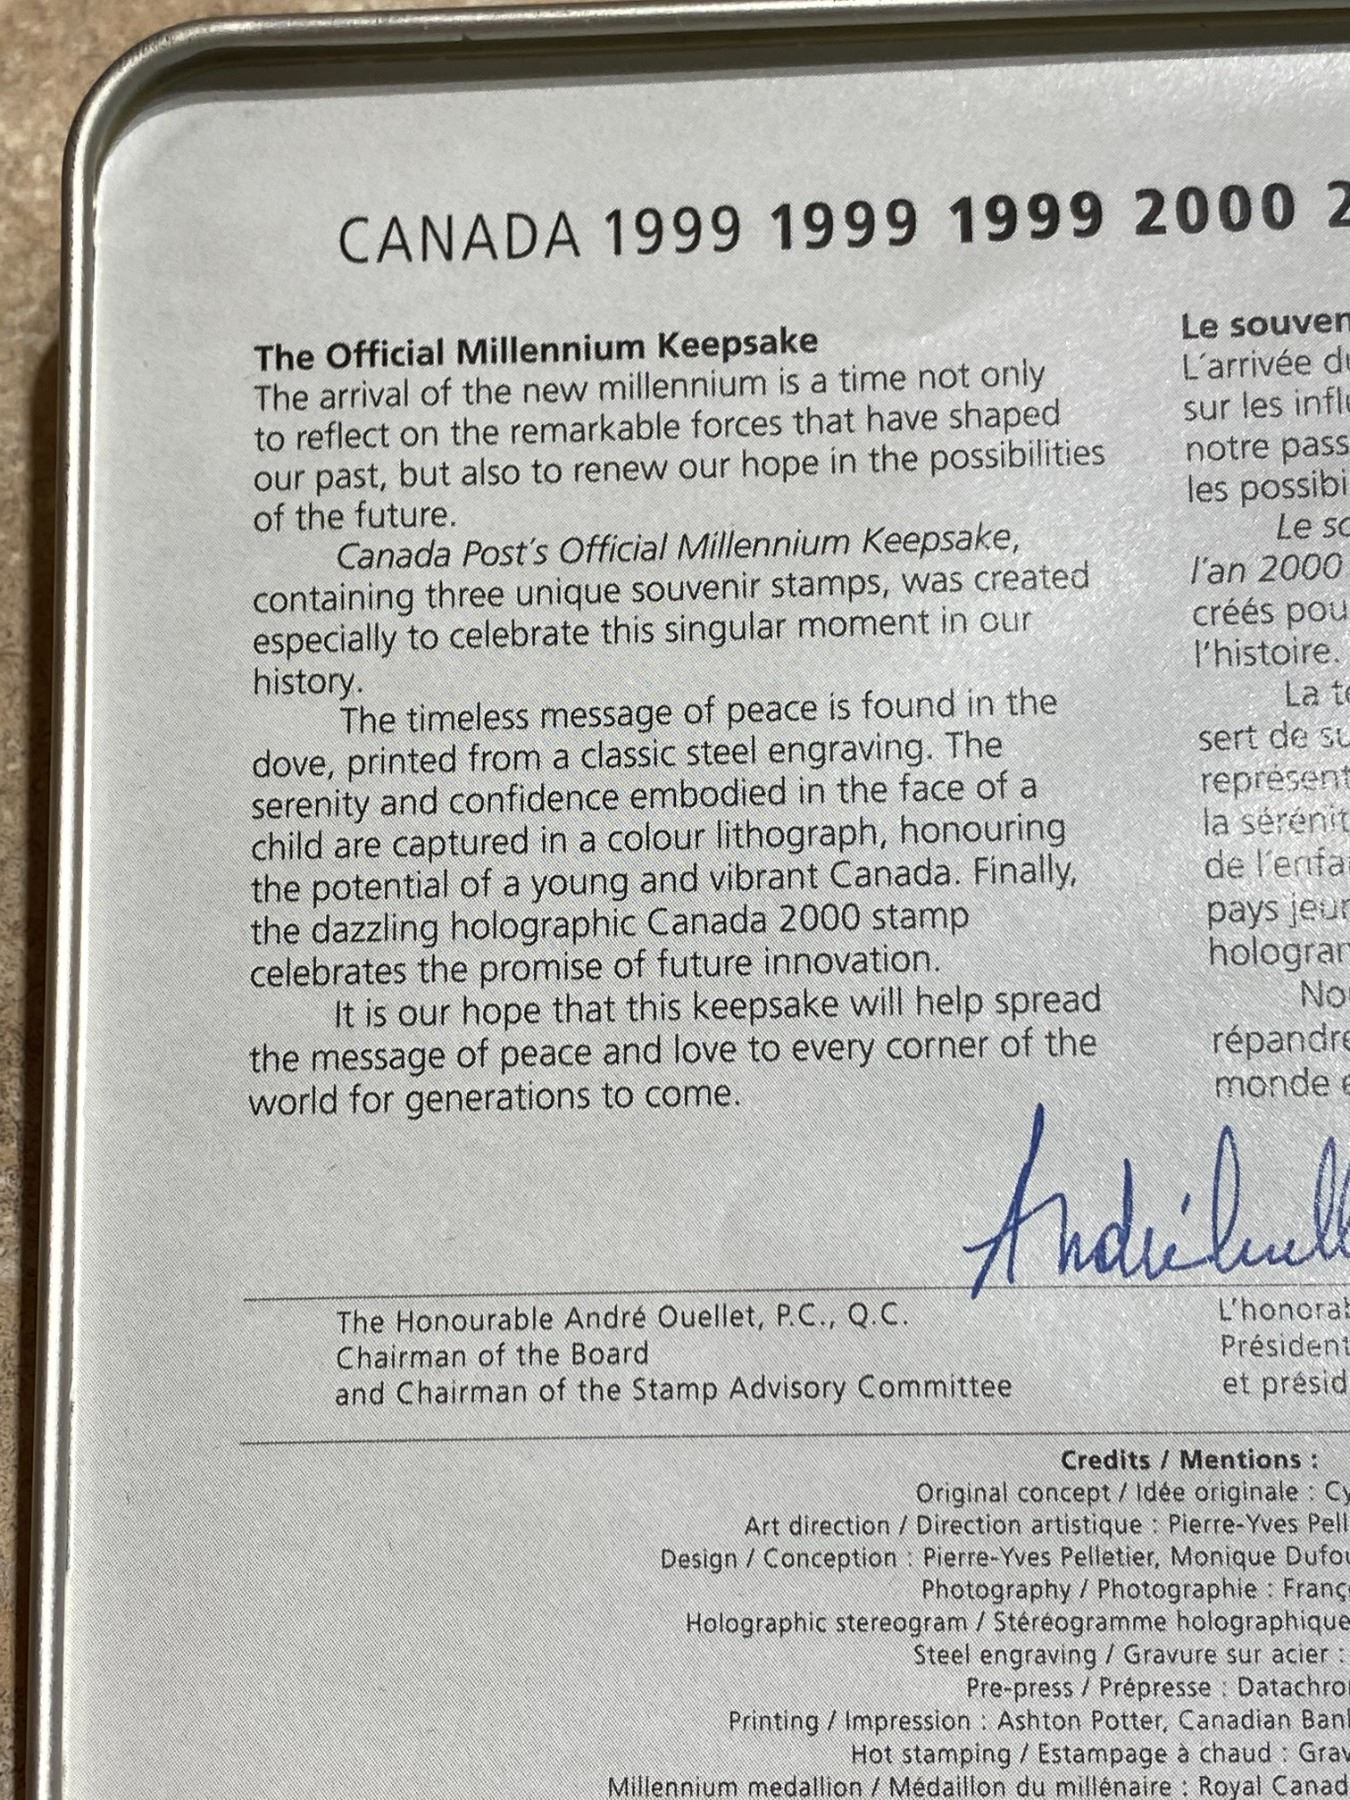 CANADA 1999 1999 1999 2000
The Official Millennium Keepsake
The arrival of the new millennium is a time not only
to reflect on the remarkable forces that have shaped
our past, but also to renew our hope in the possibilities
of the future.
Canada Post's Official Millennium Keepsake,
containing three unique souvenir stamps, was created
especially to celebrate this singular moment in our
history.
The timeless message of peace is found in the
dove, printed from a classic steel engraving. The
serenity and confidence embodied in the face of a
child are captured in a colour lithograph, honouring
the potential of a young and vibrant Canada. Finally,
the dazzling holographic Canada 2000 stamp
celebrates the promise of future innovation.
It is our hope that this keepsake will help spread
the message of peace and love to every corner of the
world for generations to come.
Le
L'arrivée
sur les
notre
les
Le
l'an 2000
créés
l'histoire.
La
sert de
la
de
pays
monde
André
The Honourable André Ouellet, P.C., Q.C.
Chairman of the Board
and Chairman of the Stamp Advisory Committee
et
Credits / Mentions :
Original concept / Idée originale :
Art direction / Direction artistique : Pierre-Yves
Design / Conception : Pierre-Yves Pelletier, Monique
Photography / Photographie :
Holographic stereogram / Stéréogramme holographique
Steel engraving / Gravure sur acier :
Pre-press / Prépresse :
Printing / Impression : Ashton Potter, Canadian
Hot stamping / Estampage à chaud :
Millennium medallion / Médaillon du millénaire : Royal